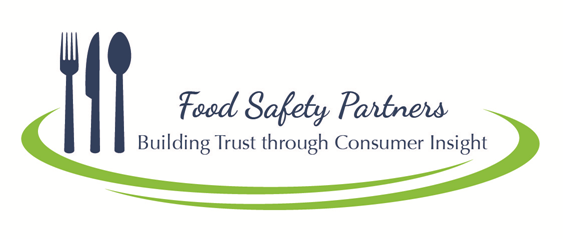 Food Safety Partners
Building Trust through Consumer Insight